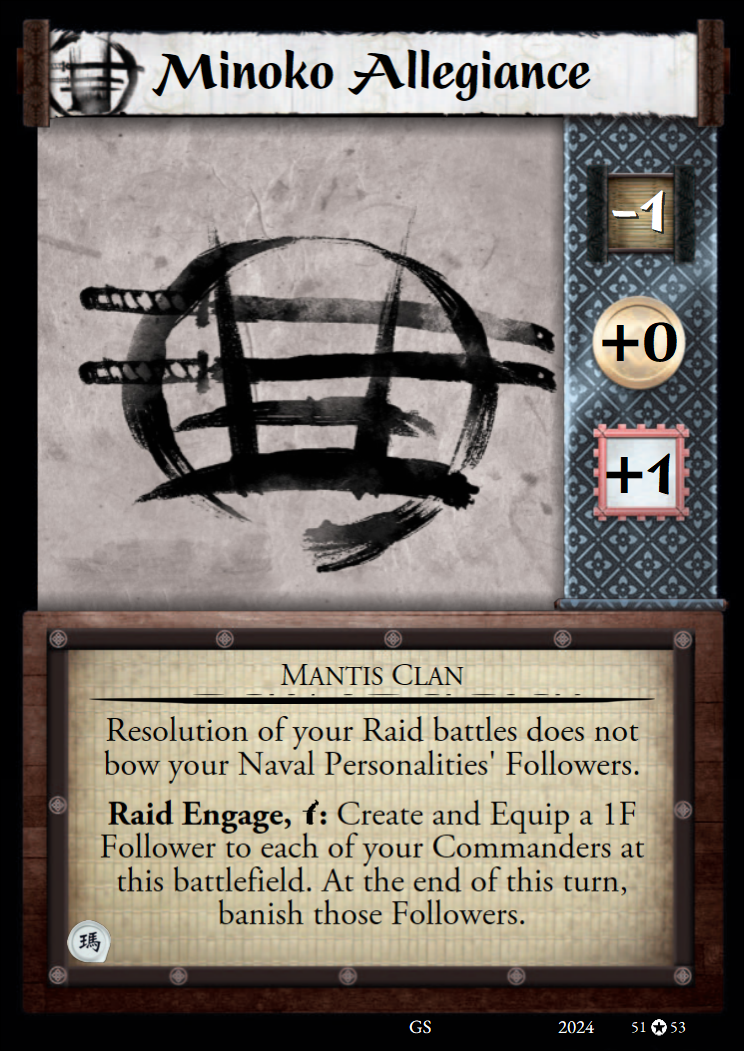 Minoko Allegiance
-1
+0
+1
Mantis Clan
Resolution of your Raid battles does not
bow your Naval Personalities' Followers.
Raid Engage, : Create and Equip a 1F
Follower to each of your Commanders at
this battlefield. At the end of this turn,
banish those Followers.
瑪
GS 2024 51 53